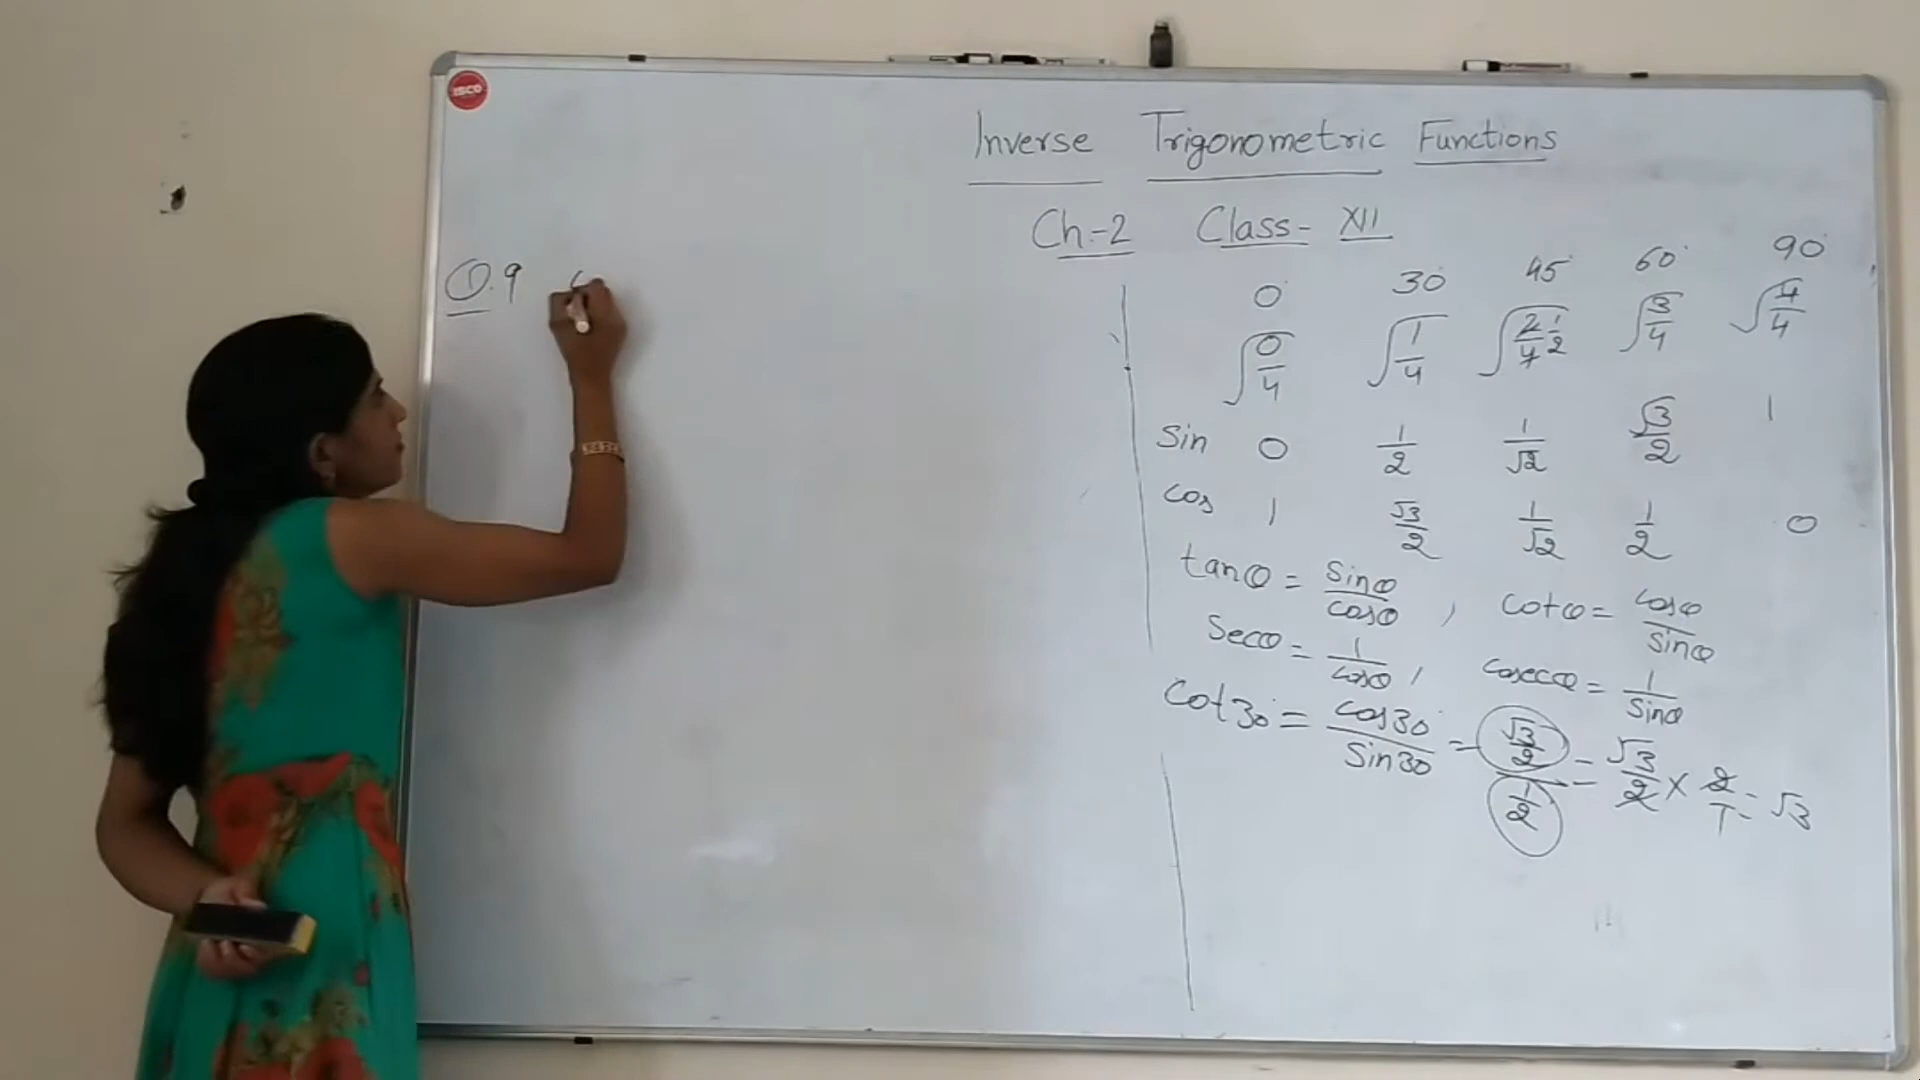 ISCO
Inverse Trigonometric Functions
Ch:-2 Class- XII
Q.9
0 30° 45° 60° 90°
√0/4 √1/4 √2/4 1/2 √3/4 √4/4
sin 0 1/2 1/√2 √3/2 1
cos 1 √3/2 1/√2 1/2 0
tanθ = sinθ/cosθ , cotθ = cosθ/sinθ
Secθ = 1/cosθ , cosecθ = 1/sinθ
Cot30° = cos30°/Sin30 = √3/2 / 1/2 = √3/2 × 2/1 = √3